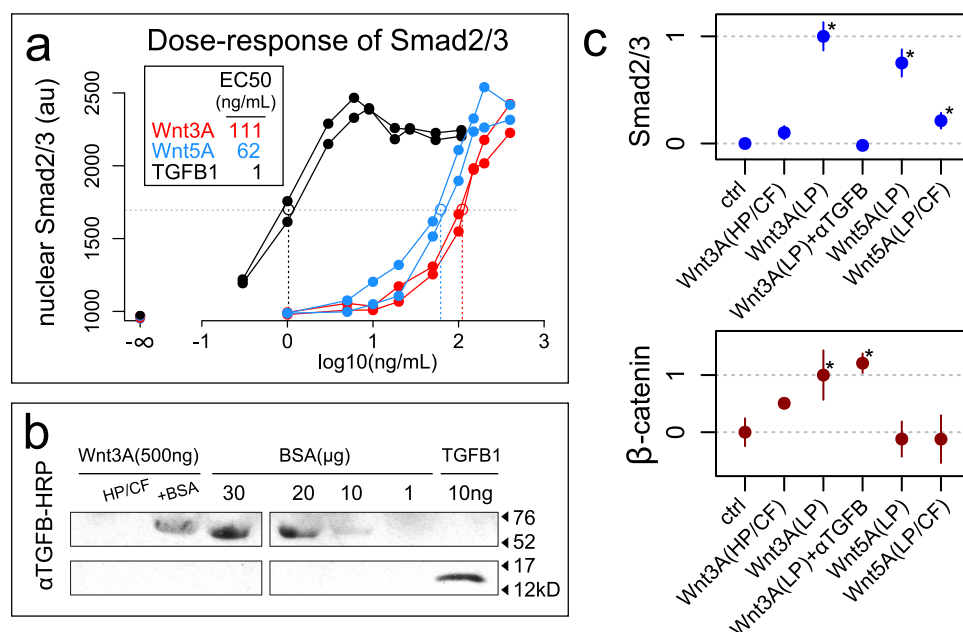 a
Dose-response of Smad2/3
nuclear Smad2/3 (au)
2500
2000
1500
1000
EC50
(ng/mL)
Wnt3A 111
Wnt5A 62
TGFB1 1
-∞ -1 0 1 2 3
log10(ng/mL)
b
αTGFB-HRP
Wnt3A(500ng) BSA(µg) TGFB1
HP/CF +BSA 30 20 10 1 10ng
76
52
17
12kD
c
Smad2/3
1
0
* * *
ctrl
Wnt3A(HP/CF)
Wnt3A(LP)
Wnt3A(LP)+αTGFB
Wnt5A(LP)
Wnt5A(LP/CF)
β-catenin
1
0
* *
ctrl
Wnt3A(HP/CF)
Wnt3A(LP)
Wnt3A(LP)+αTGFB
Wnt5A(LP)
Wnt5A(LP/CF)